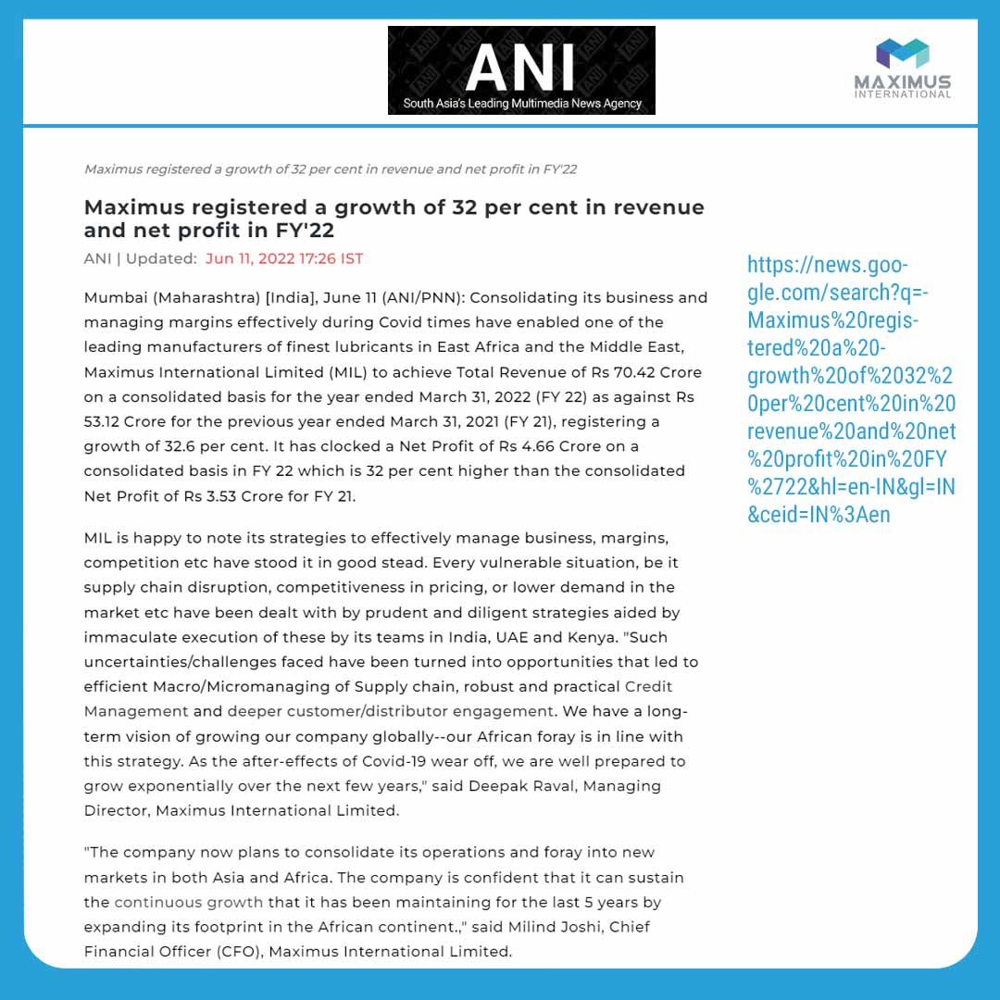 ANI
South Asia's Leading Multimedia News Agency
MAXIMUS
INTERNATIONAL
Maximus registered a growth of 32 per cent in revenue and net profit in FY'22
Maximus registered a growth of 32 per cent in revenue
and net profit in FY'22
ANI | Updated: Jun 11, 2022 17:26 IST
Mumbai (Maharashtra) [India], June 11 (ANI/PNN): Consolidating its business and
managing margins effectively during Covid times have enabled one of the
leading manufacturers of finest lubricants in East Africa and the Middle East,
Maximus International Limited (MIL) to achieve Total Revenue of Rs 70.42 Crore
on a consolidated basis for the year ended March 31, 2022 (FY 22) as against Rs
53.12 Crore for the previous year ended March 31, 2021 (FY 21), registering a
growth of 32.6 per cent. It has clocked a Net Profit of Rs 4.66 Crore on a
consolidated basis in FY 22 which is 32 per cent higher than the consolidated
Net Profit of Rs 3.53 Crore for FY 21.
MIL is happy to note its strategies to effectively manage business, margins,
competition etc have stood it in good stead. Every vulnerable situation, be it
supply chain disruption, competitiveness in pricing, or lower demand in the
market etc have been dealt with by prudent and diligent strategies aided by
immaculate execution of these by its teams in India, UAE and Kenya. "Such
uncertainties/challenges faced have been turned into opportunities that led to
efficient Macro/Micromanaging of Supply chain, robust and practical Credit
Management and deeper customer/distributor engagement. We have a long-
term vision of growing our company globally--our African foray is in line with
this strategy. As the after-effects of Covid-19 wear off, we are well prepared to
grow exponentially over the next few years," said Deepak Raval, Managing
Director, Maximus International Limited.
"The company now plans to consolidate its operations and foray into new
markets in both Asia and Africa. The company is confident that it can sustain
the continuous growth that it has been maintaining for the last 5 years by
expanding its footprint in the African continent.," said Milind Joshi, Chief
Financial Officer (CFO), Maximus International Limited.
https://news.goo-
gle.com/search?q=-
Maximus%20regis-
tered%20a%20-
growth%20of%2032%2
0per%20cent%20in%20
revenue%20and%20net
%20profit%20in%20FY
%2722&hl=en-IN&gl=IN
&ceid=IN%3Aen